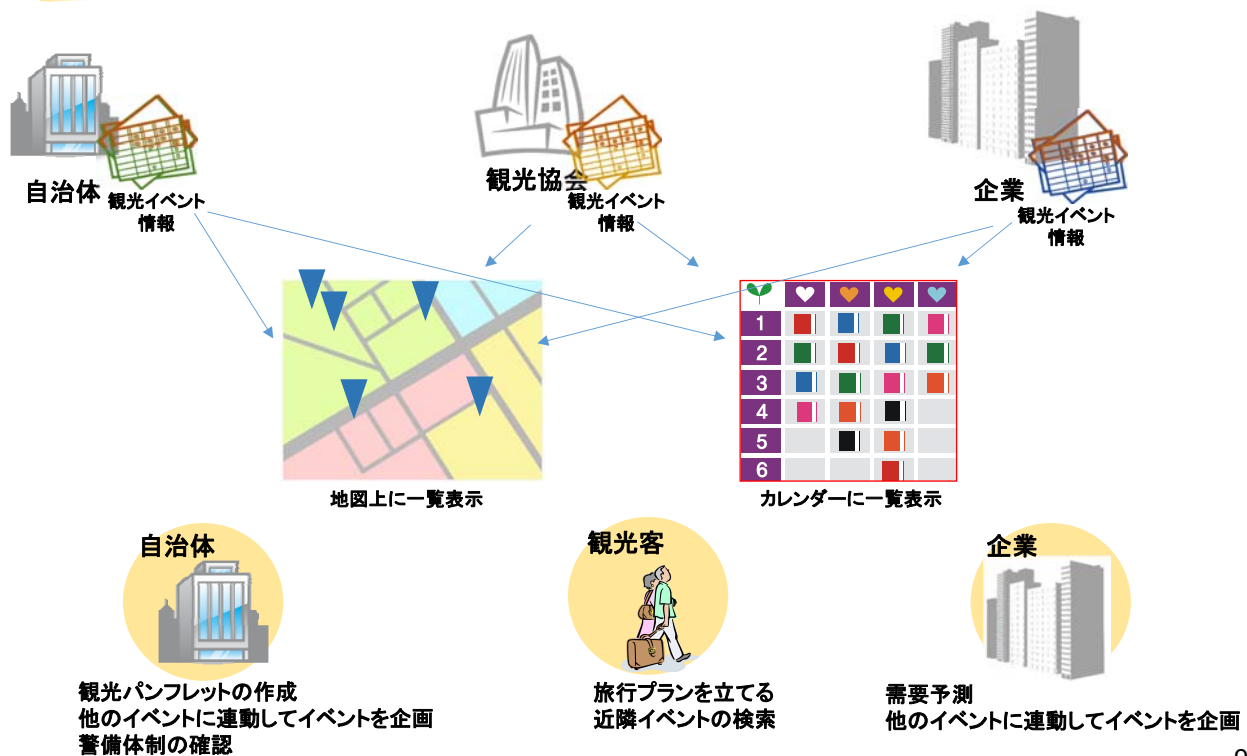 自治体
観光イベント
情報
観光協会
観光イベント
情報
企業
観光イベント
情報
1
2
3
4
5
6
地図上に一覧表示
カレンダーに一覧表示
自治体
観光パンフレットの作成
他のイベントに連動してイベントを企画
警備体制の確認
観光客
旅行プランを立てる
近隣イベントの検索
企業
需要予測
他のイベントに連動してイベントを企画